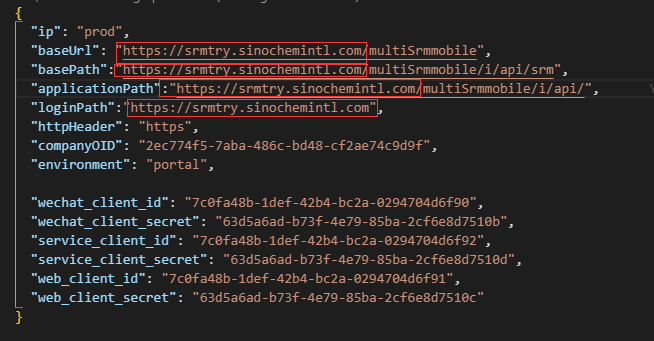 {
"ip": "prod",
"baseUrl": "https://srmtry.sinochemintl.com/multiSrmmobile",
"basePath":"https://srmtry.sinochemintl.com/multiSrmmobile/i/api/srm",
"applicationPath":"https://srmtry.sinochemintl.com/multiSrmmobile/i/api/",
"loginPath":"https://srmtry.sinochemintl.com",
"httpHeader": "https",
"companyOID": "2ec774f5-7aba-486c-bd48-cf2ae74c9d9f",
"environment": "portal",
"wechat_client_id": "7c0fa48b-1def-42b4-bc2a-0294704d6f90",
"wechat_client_secret": "63d5a6ad-b73f-4e79-85ba-2cf6e8d7510b",
"service_client_id": "7c0fa48b-1def-42b4-bc2a-0294704d6f92",
"service_client_secret": "63d5a6ad-b73f-4e79-85ba-2cf6e8d7510d",
"web_client_id": "7c0fa48b-1def-42b4-bc2a-0294704d6f91",
"web_client_secret": "63d5a6ad-b73f-4e79-85ba-2cf6e8d7510c"
}